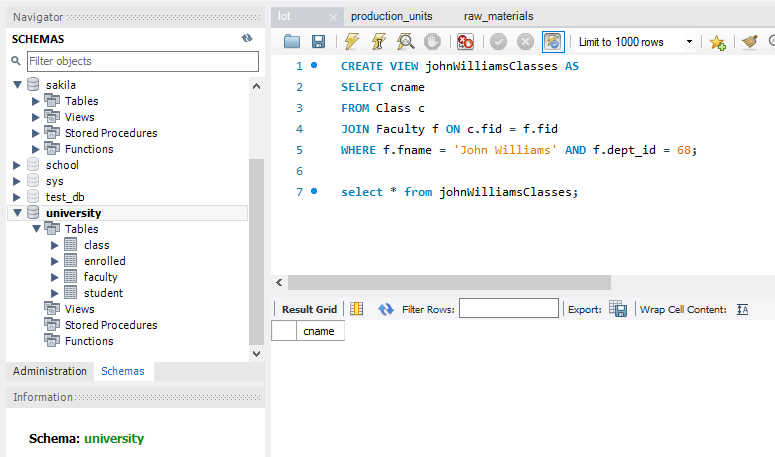 Navigator
SCHEMAS
Filter objects
sakila
Tables
Views
Stored Procedures
Functions
school
sys
test_db
university
Tables
class
enrolled
faculty
student
Views
Stored Procedures
Functions
Administration Schemas
Information
Schema: university
lot production_units raw_materials
Limit to 1000 rows
1 CREATE VIEW johnWilliamsClasses AS
2 SELECT cname
3 FROM Class c
4 JOIN Faculty f ON c.fid = f.fid
5 WHERE f.fname = 'John Williams' AND f.dept_id = 68;
6
7 select * from johnWilliamsClasses;
Result Grid Filter Rows: Export: Wrap Cell Content: IA
cname